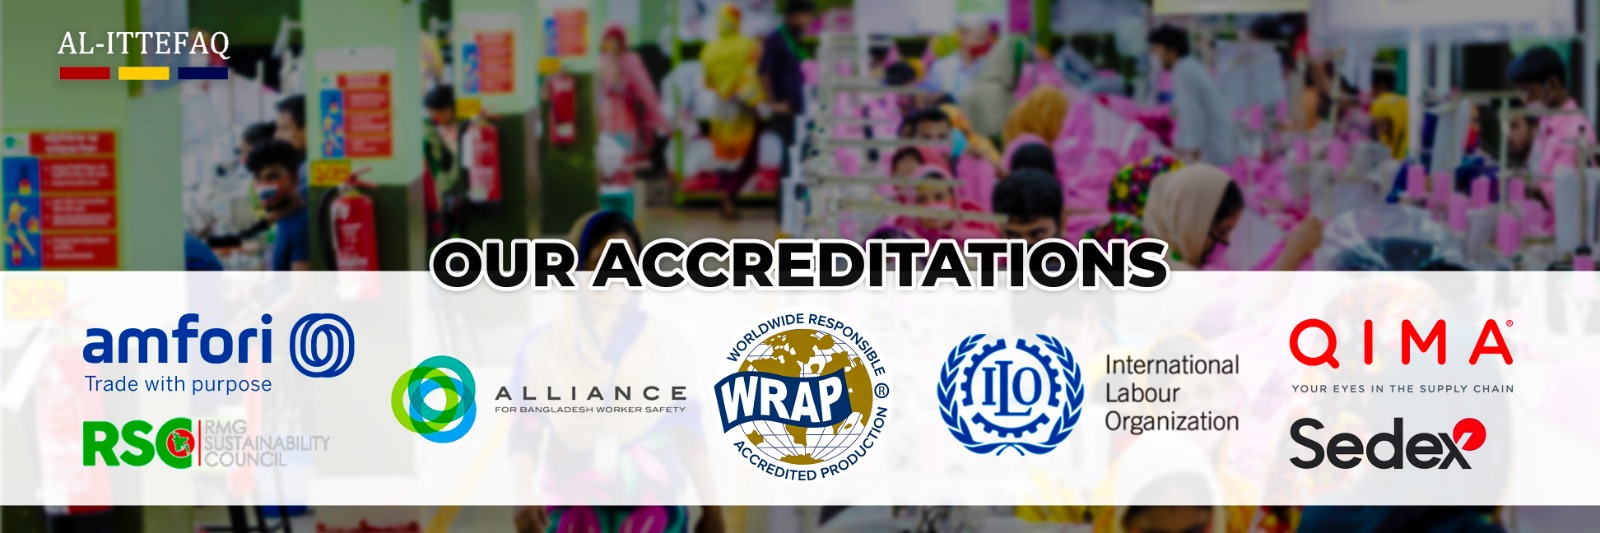 AL-ITTEFAQ
OUR ACCREDITATIONS
amfori
Trade with purpose
RSC
RMG
SUSTAINABILITY
COUNCIL
ALLIANCE
FOR BANGLADESH WORKER SAFETY
WORLDWIDE RESPONSIBLE
WRAP
®
ACCREDITED PRODUCTION
ILO
International
Labour
Organization
QIMA®
YOUR EYES IN THE SUPPLY CHAIN
Sedex